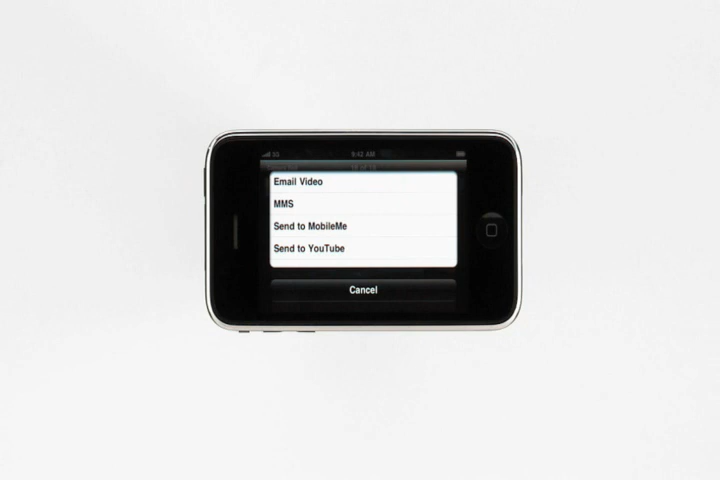 9:42 AM
Email Video
MMS
Send to MobileMe
Send to YouTube
Cancel